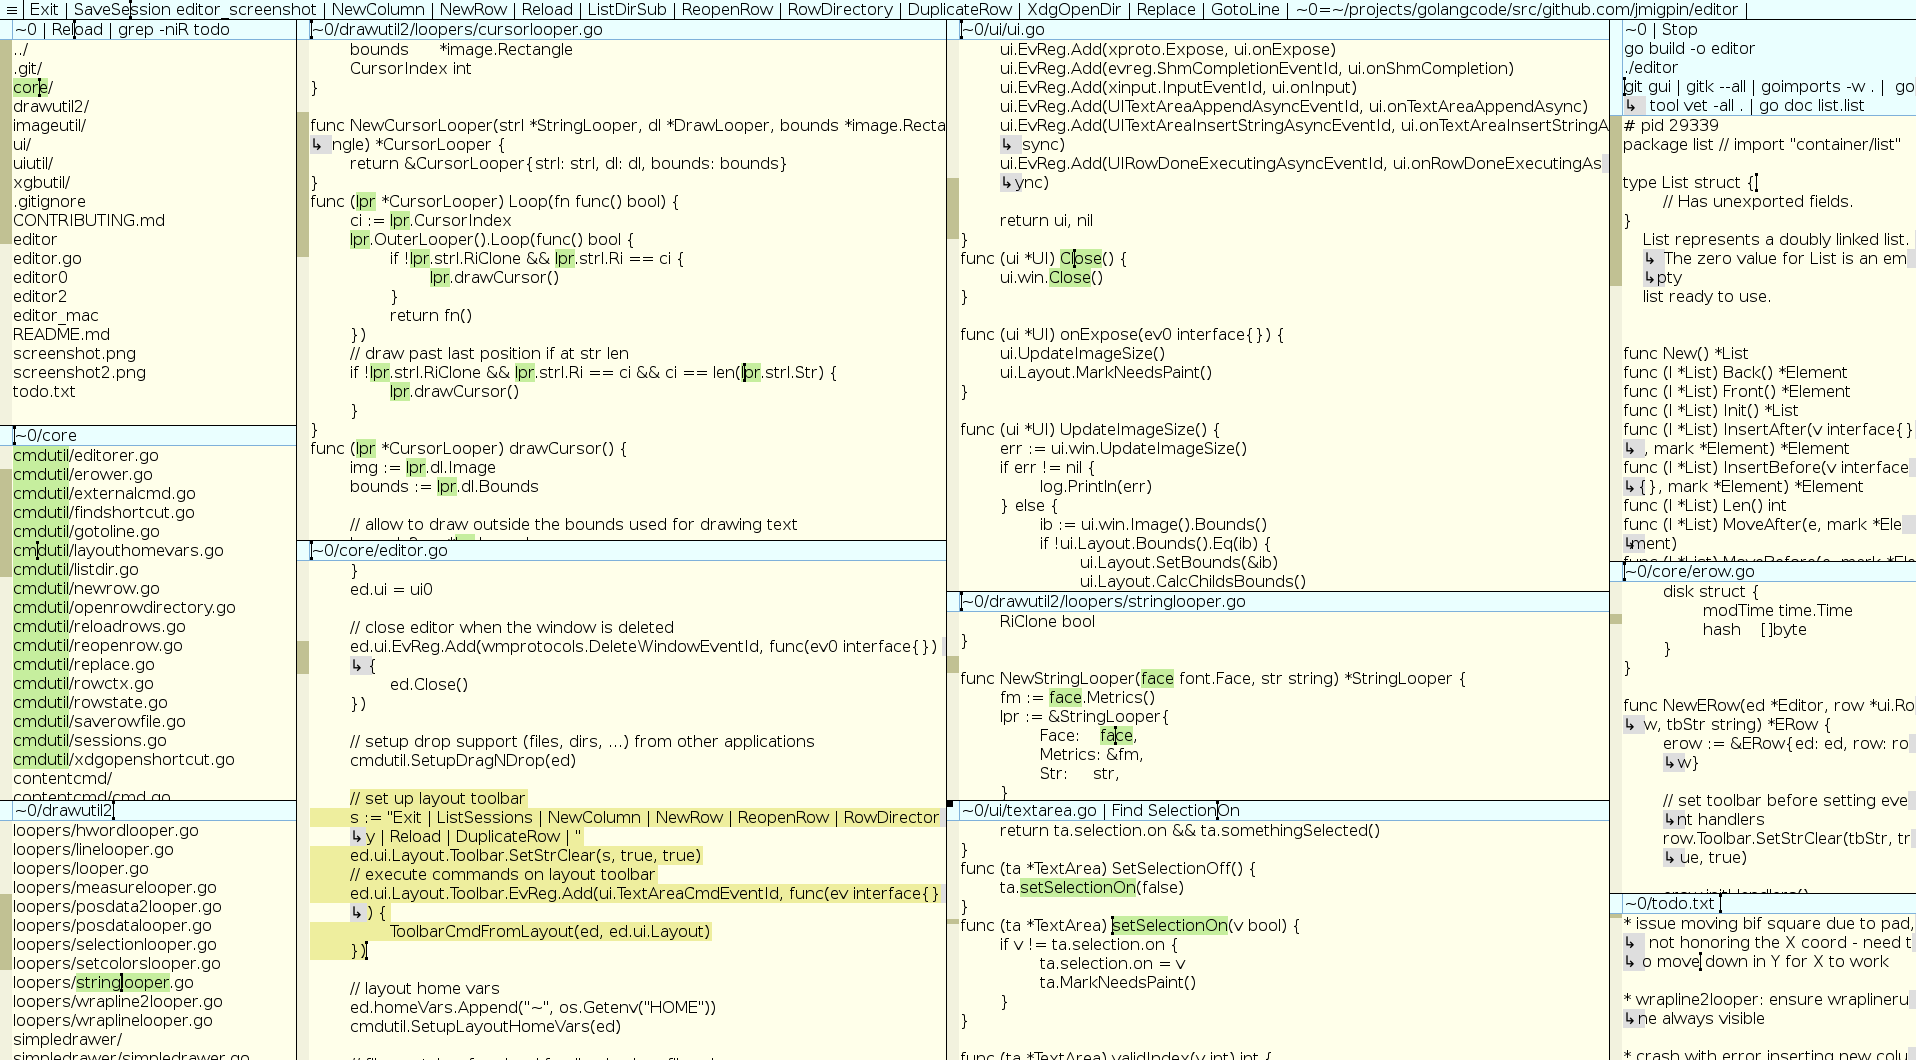 ≡ | Exit | SaveSession editor_screenshot | NewColumn | NewRow | Reload | ListDirSub | ReopenRow | RowDirectory | DuplicateRow | XdgOpenDir | Replace | GotoLine | ~0=~/projects/golangcode/src/github.com/jmigpin/editor |
~0 | Reload | grep -niR todo
../
.git/
core/
drawutil2/
imageutil/
ui/
uiutil/
xgbutil/
.gitignore
CONTRIBUTING.md
editor
editor.go
editor0
editor2
editor_mac
README.md
screenshot.png
screenshot2.png
todo.txt
~0/core
cmdutil/editorer.go
cmdutil/erower.go
cmdutil/externalcmd.go
cmdutil/findshortcut.go
cmdutil/gotoline.go
cmdutil/layouthomevars.go
cmdutil/listdir.go
cmdutil/newrow.go
cmdutil/openrowdirectory.go
cmdutil/reloadrows.go
cmdutil/reopenrow.go
cmdutil/replace.go
cmdutil/rowctx.go
cmdutil/rowstate.go
cmdutil/saverowfile.go
cmdutil/sessions.go
cmdutil/xdgopenshortcut.go
contentcmd/
contentcmd/cmd.go
~0/drawutil2
loopers/hwordlooper.go
loopers/linelooper.go
loopers/looper.go
loopers/measurelooper.go
loopers/posdata2looper.go
loopers/posdatalooper.go
loopers/selectionlooper.go
loopers/setcolorslooper.go
loopers/stringlooper.go
loopers/wrapline2looper.go
loopers/wraplinelooper.go
simpledrawer/
simpledrawer/simpledrawer.go
~0/drawutil2/loopers/cursorlooper.go
bounds *image.Rectangle
CursorIndex int
}
func NewCursorLooper(strl *StringLooper, dl *DrawLooper, bounds *image.Recta
↳ ngle) *CursorLooper {
return &CursorLooper{strl: strl, dl: dl, bounds: bounds}
}
func (lpr *CursorLooper) Loop(fn func() bool) {
ci := lpr.CursorIndex
lpr.OuterLooper().Loop(func() bool {
if !lpr.strl.RiClone && lpr.strl.Ri == ci {
lpr.drawCursor()
}
return fn()
})
// draw past last position if at str len
if !lpr.strl.RiClone && lpr.strl.Ri == ci && ci == len(lpr.strl.Str) {
lpr.drawCursor()
}
}
func (lpr *CursorLooper) drawCursor() {
img := lpr.dl.Image
bounds := lpr.dl.Bounds
// allow to draw outside the bounds used for drawing text
~0/core/editor.go
}
ed.ui = ui0
// close editor when the window is deleted
ed.ui.EvReg.Add(wmprotocols.DeleteWindowEventId, func(ev0 interface{})
↳ {
ed.Close()
})
// setup drop support (files, dirs, ...) from other applications
cmdutil.SetupDragNDrop(ed)
// set up layout toolbar
s := "Exit | ListSessions | NewColumn | NewRow | ReopenRow | RowDirector
↳ y | Reload | DuplicateRow | "
ed.ui.Layout.Toolbar.SetStrClear(s, true, true)
// execute commands on layout toolbar
ed.ui.Layout.Toolbar.EvReg.Add(ui.TextAreaCmdEventId, func(ev interface{}
↳ ) {
ToolbarCmdFromLayout(ed, ed.ui.Layout)
})
// layout home vars
ed.homeVars.Append("~", os.Getenv("HOME"))
cmdutil.SetupLayoutHomeVars(ed)
~0/ui/ui.go
ui.EvReg.Add(xproto.Expose, ui.onExpose)
ui.EvReg.Add(evreg.ShmCompletionEventId, ui.onShmCompletion)
ui.EvReg.Add(xinput.InputEventId, ui.onInput)
ui.EvReg.Add(UITextAreaAppendAsyncEventId, ui.onTextAreaAppendAsync)
ui.EvReg.Add(UITextAreaInsertStringAsyncEventId, ui.onTextAreaInsertStringA
↳ sync)
ui.EvReg.Add(UIRowDoneExecutingAsyncEventId, ui.onRowDoneExecutingAs
↳ ync)
return ui, nil
}
func (ui *UI) Close() {
ui.win.Close()
}
func (ui *UI) onExpose(ev0 interface{}) {
ui.UpdateImageSize()
ui.Layout.MarkNeedsPaint()
}
func (ui *UI) UpdateImageSize() {
err := ui.win.UpdateImageSize()
if err != nil {
log.Println(err)
} else {
ib := ui.win.Image().Bounds()
if !ui.Layout.Bounds().Eq(ib) {
ui.Layout.SetBounds(&ib)
ui.Layout.CalcChildsBounds()
~0/drawutil2/loopers/stringlooper.go
RiClone bool
}
func NewStringLooper(face font.Face, str string) *StringLooper {
fm := face.Metrics()
lpr := &StringLooper{
Face: face,
Metrics: &fm,
Str: str,
}
~0/ui/textarea.go | Find SelectionOn
return ta.selection.on && ta.somethingSelected()
}
func (ta *TextArea) SetSelectionOff() {
ta.setSelectionOn(false)
}
func (ta *TextArea) setSelectionOn(v bool) {
if v != ta.selection.on {
ta.selection.on = v
ta.MarkNeedsPaint()
}
}
func (ta *TextArea) validIndex(v int) int {
~0 | Stop
go build -o editor
./editor
git gui | gitk --all | goimports -w . | go
↳ tool vet -all . | go doc list.list
# pid 29339
package list // import "container/list"
type List struct {
// Has unexported fields.
}
List represents a doubly linked list.
↳ The zero value for List is an em
↳ pty
list ready to use.
func New() *List
func (l *List) Back() *Element
func (l *List) Front() *Element
func (l *List) Init() *List
func (l *List) InsertAfter(v interface{}
↳ , mark *Element) *Element
func (l *List) InsertBefore(v interface
↳ {}, mark *Element) *Element
func (l *List) Len() int
func (l *List) MoveAfter(e, mark *Ele
↳ ment)
func (l *List) MoveBefore(e, mark *Ele
~0/core/erow.go
disk struct {
modTime time.Time
hash []byte
}
}
func NewERow(ed *Editor, row *ui.Ro
↳ w, tbStr string) *ERow {
erow := &ERow{ed: ed, row: ro
↳ w}
// set toolbar before setting eve
↳ nt handlers
row.Toolbar.SetStrClear(tbStr, tr
↳ ue, true)
~0/todo.txt
* issue moving bif square due to pad,
↳ not honoring the X coord - need t
↳ o move down in Y for X to work
* wrapline2looper: ensure wraplineru
↳ ne always visible
* crash with error inserting new colu